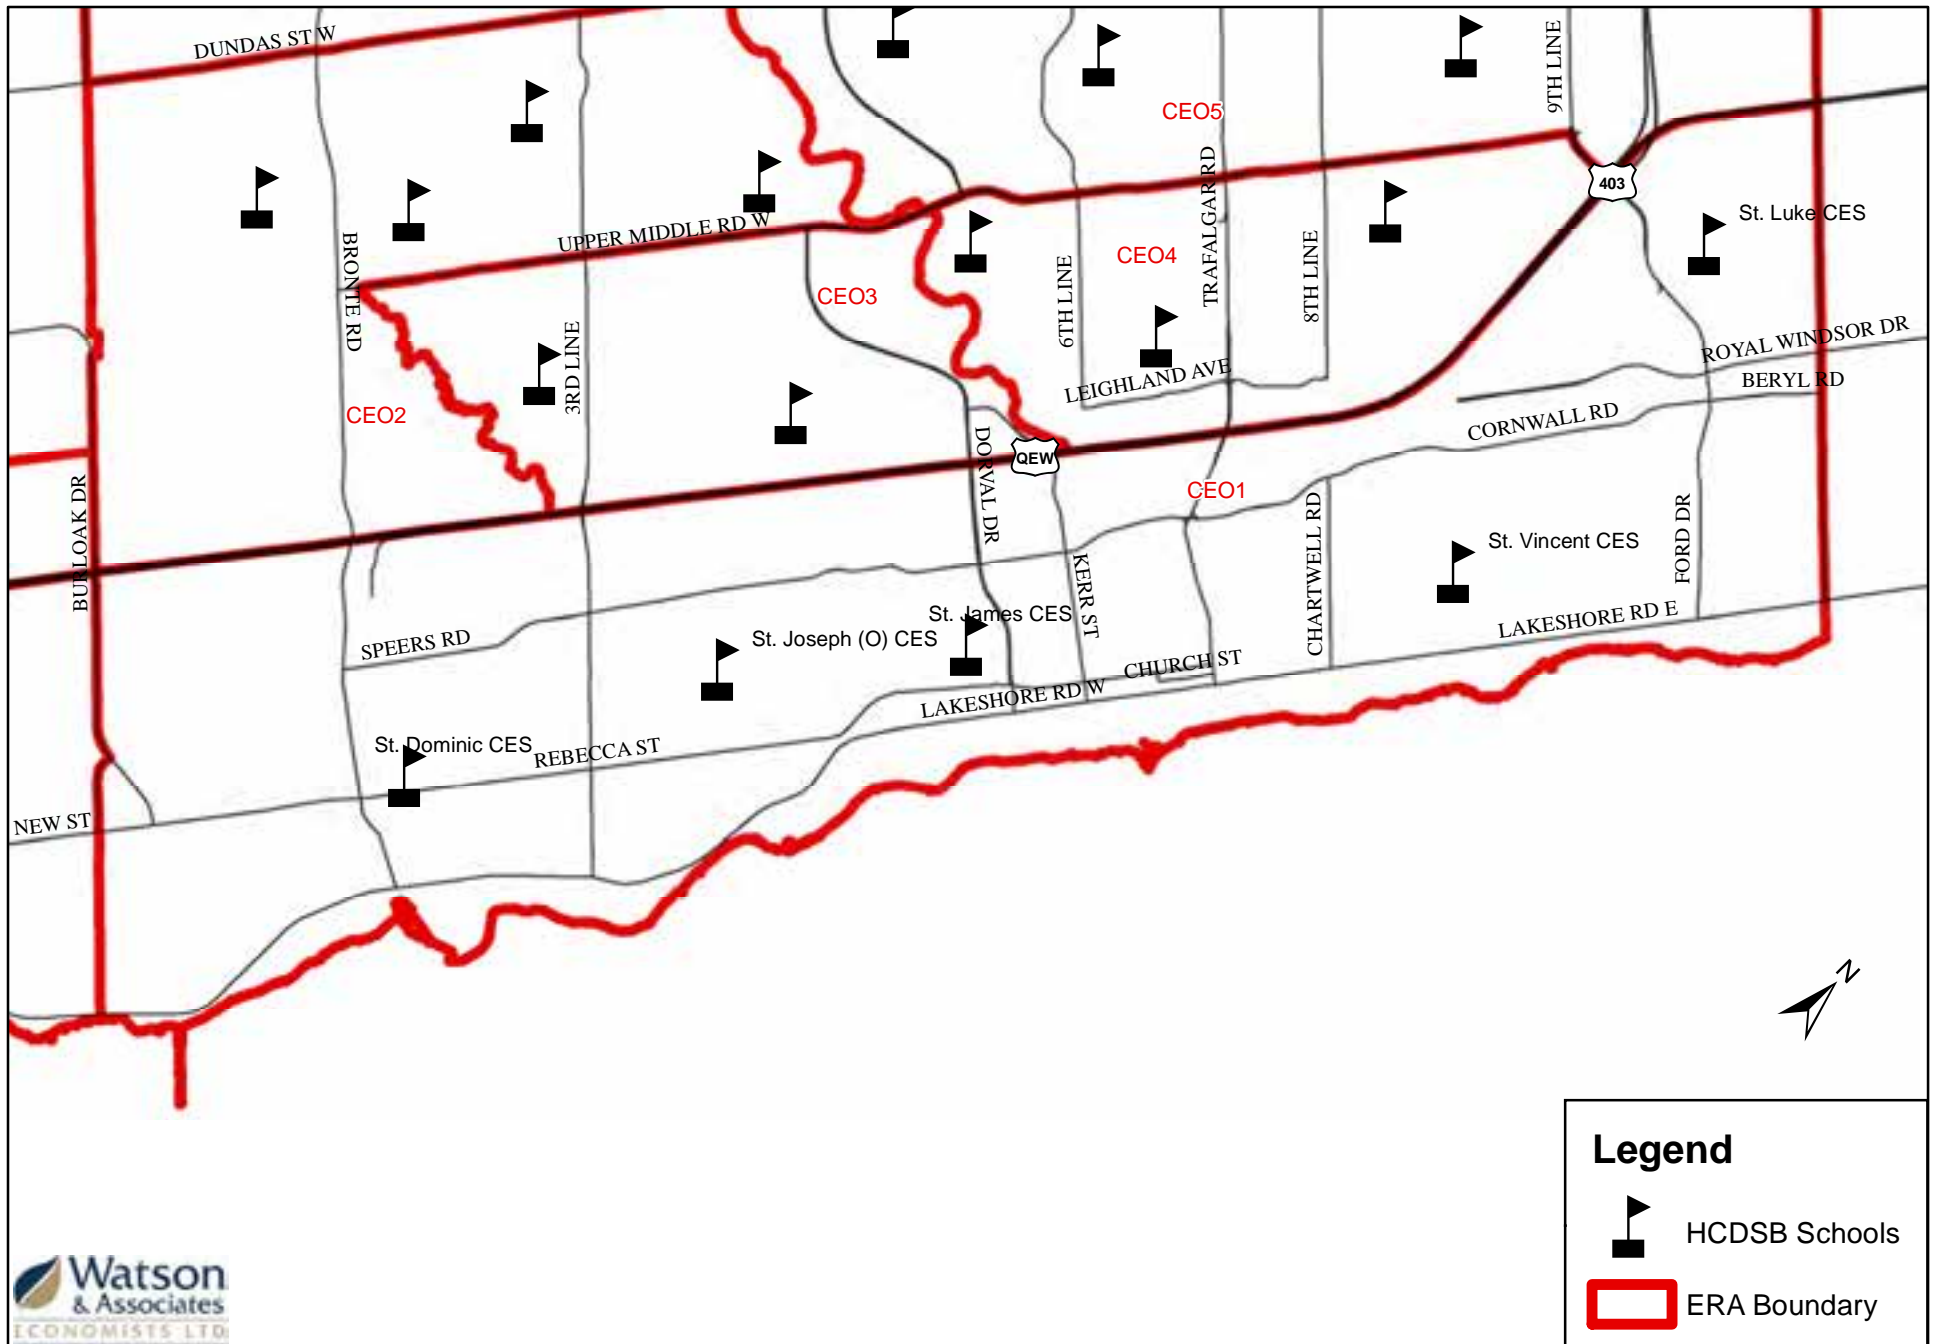 DUNDAS ST W
9TH LINE
CEO5
403
TRAFALGAR RD
St. Luke CES
UPPER MIDDLE RD W
BRONTE RD
CEO4
6TH LINE
8TH LINE
CEO3
3RD LINE
ROYAL WINDSOR DR
LEIGHLAND AVE
BERYL RD
CEO2
CORNWALL RD
QEW
DORVAL DR
CEO1
BURLOAK DR
CHARTWELL RD
FORD DR
St. Vincent CES
KERR ST
St. James CES
LAKESHORE RD E
St. Joseph (O) CES
SPEERS RD
CHURCH ST
LAKESHORE RD W
St. Dominic CES
REBECCA ST
NEW ST
N
Legend
HCDSB Schools
ERA Boundary
Watson
& Associates
ECONOMISTS LTD.